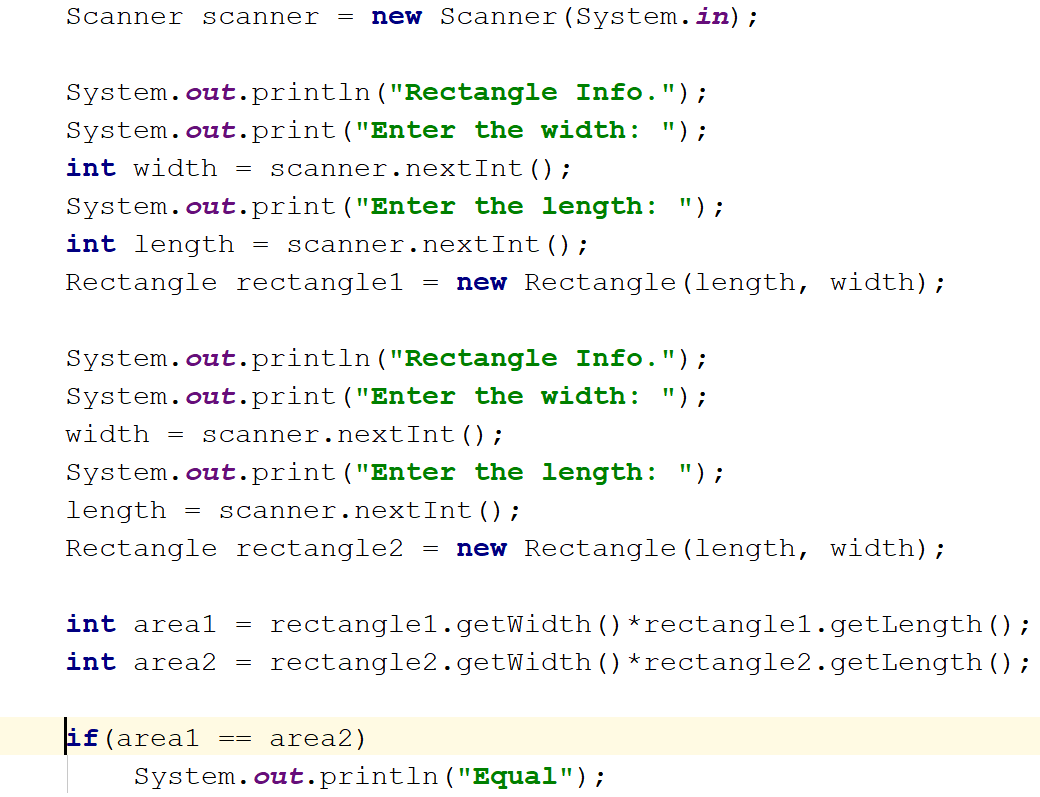 Scanner scanner = new Scanner(System.in);
System.out.println("Rectangle Info.");
System.out.print("Enter the width: ");
int width = scanner.nextInt();
System.out.print("Enter the length: ");
int length = scanner.nextInt();
Rectangle rectangle1 = new Rectangle(length, width);
System.out.println("Rectangle Info.");
System.out.print("Enter the width: ");
width = scanner.nextInt();
System.out.print("Enter the length: ");
length = scanner.nextInt();
Rectangle rectangle2 = new Rectangle(length, width);
int area1 = rectangle1.getWidth()*rectangle1.getLength();
int area2 = rectangle2.getWidth()*rectangle2.getLength();
if(area1 == area2)
System.out.println("Equal");